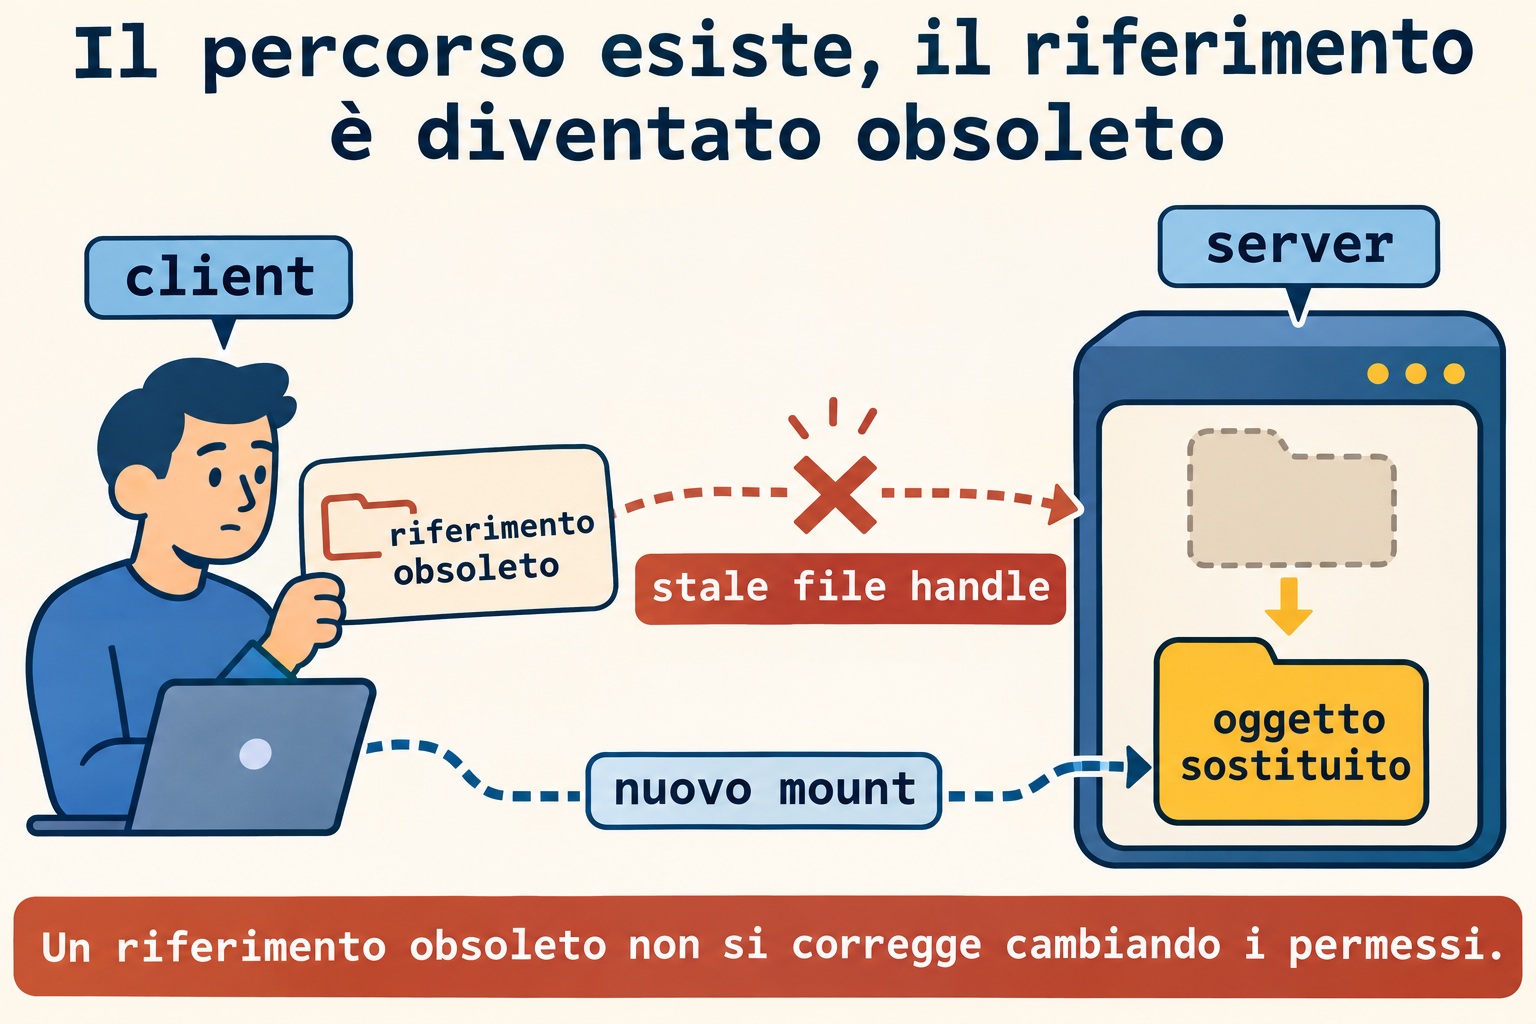 Il percorso esiste, il riferimento
è diventato obsoleto
client
server
riferimento
obsoleto
stale file handle
oggetto
sostituito
nuovo mount
Un riferimento obsoleto non si corregge cambiando i permessi.